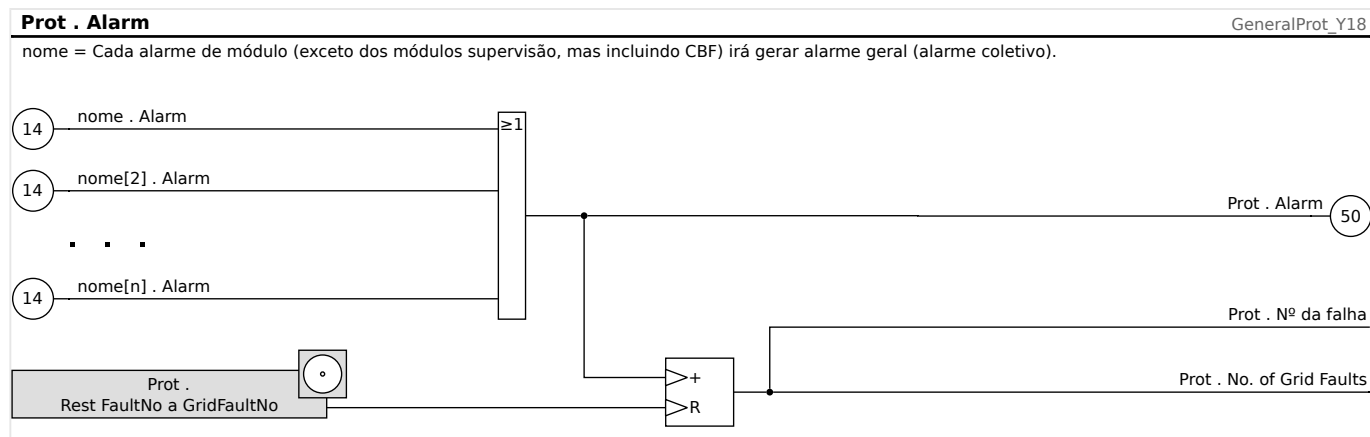 Prot . Alarm
GeneralProt_Y18
nome = Cada alarme de módulo (exceto dos módulos supervisão, mas incluindo CBF) irá gerar alarme geral (alarme coletivo).
14
nome . Alarm
≥1
14
nome[2] . Alarm
Prot . Alarm
50
. . .
14
nome[n] . Alarm
Prot . Nº da falha
Prot .
Rest FaultNo a GridFaultNo
+
R
Prot . No. of Grid Faults